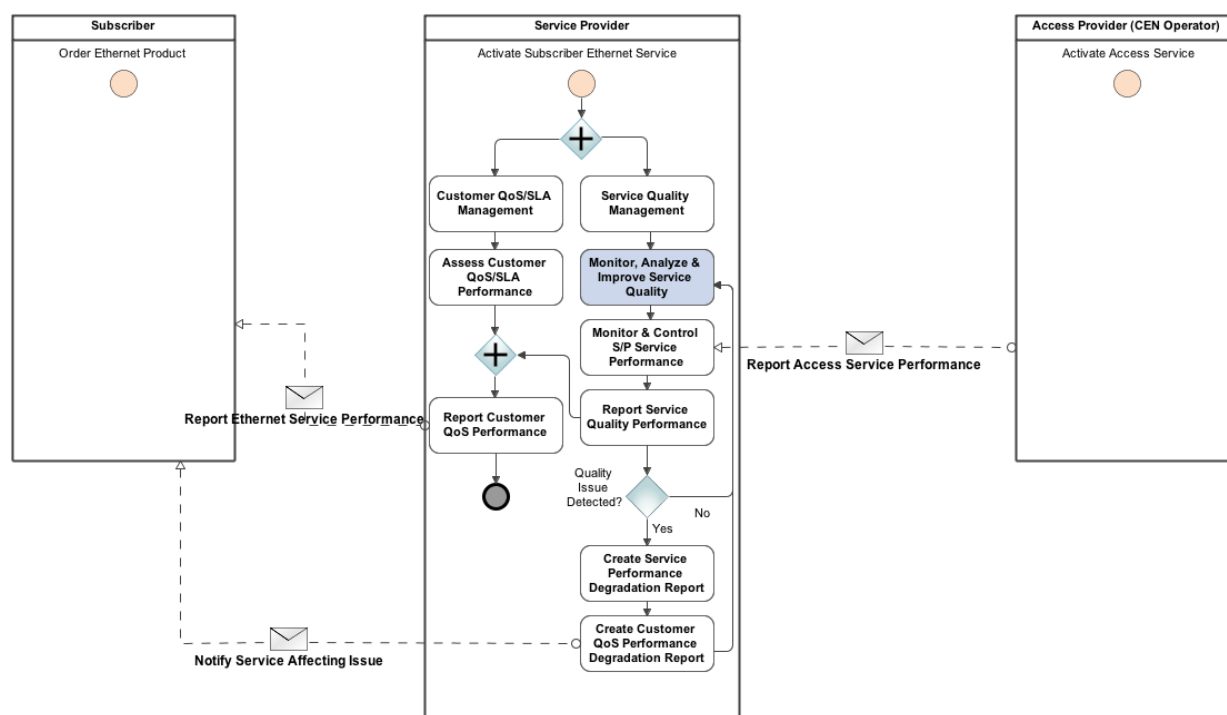 Subscriber
Service Provider
Access Provider (CEN Operator)
Order Ethernet Product
Activate Subscriber Ethernet Service
Activate Access Service
Customer QoS/SLA
Management
Service Quality
Management
Assess Customer
QoS/SLA
Performance
Monitor, Analyze &
Improve Service
Quality
Monitor & Control
S/P Service
Performance
Report Access Service Performance
Report Ethernet Service Performance
Report Customer
QoS Performance
Report Service
Quality Performance
Quality
Issue
Detected?
No
Yes
Create Service
Performance
Degradation Report
Create Customer
QoS Performance
Degradation Report
Notify Service Affecting Issue